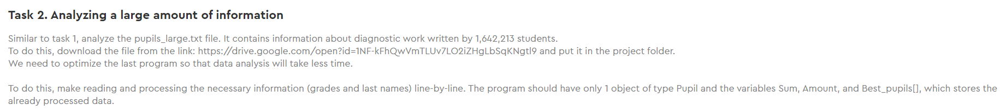 Task 2. Analyzing a large amount of information
Similar to task 1, analyze the pupils_large.txt file. It contains information about diagnostic work written by 1,642,213 students.
To do this, download the file from the link: https://drive.google.com/open?id=1NF-kFhQwVmTLUv7LO2iZHgLbSqKNgtl9 and put it in the project folder.
We need to optimize the last program so that data analysis will take less time.
To do this, make reading and processing the necessary information (grades and last names) line-by-line. The program should have only 1 object of type Pupil and the variables Sum, Amount, and Best_pupils[], which stores the
already processed data.